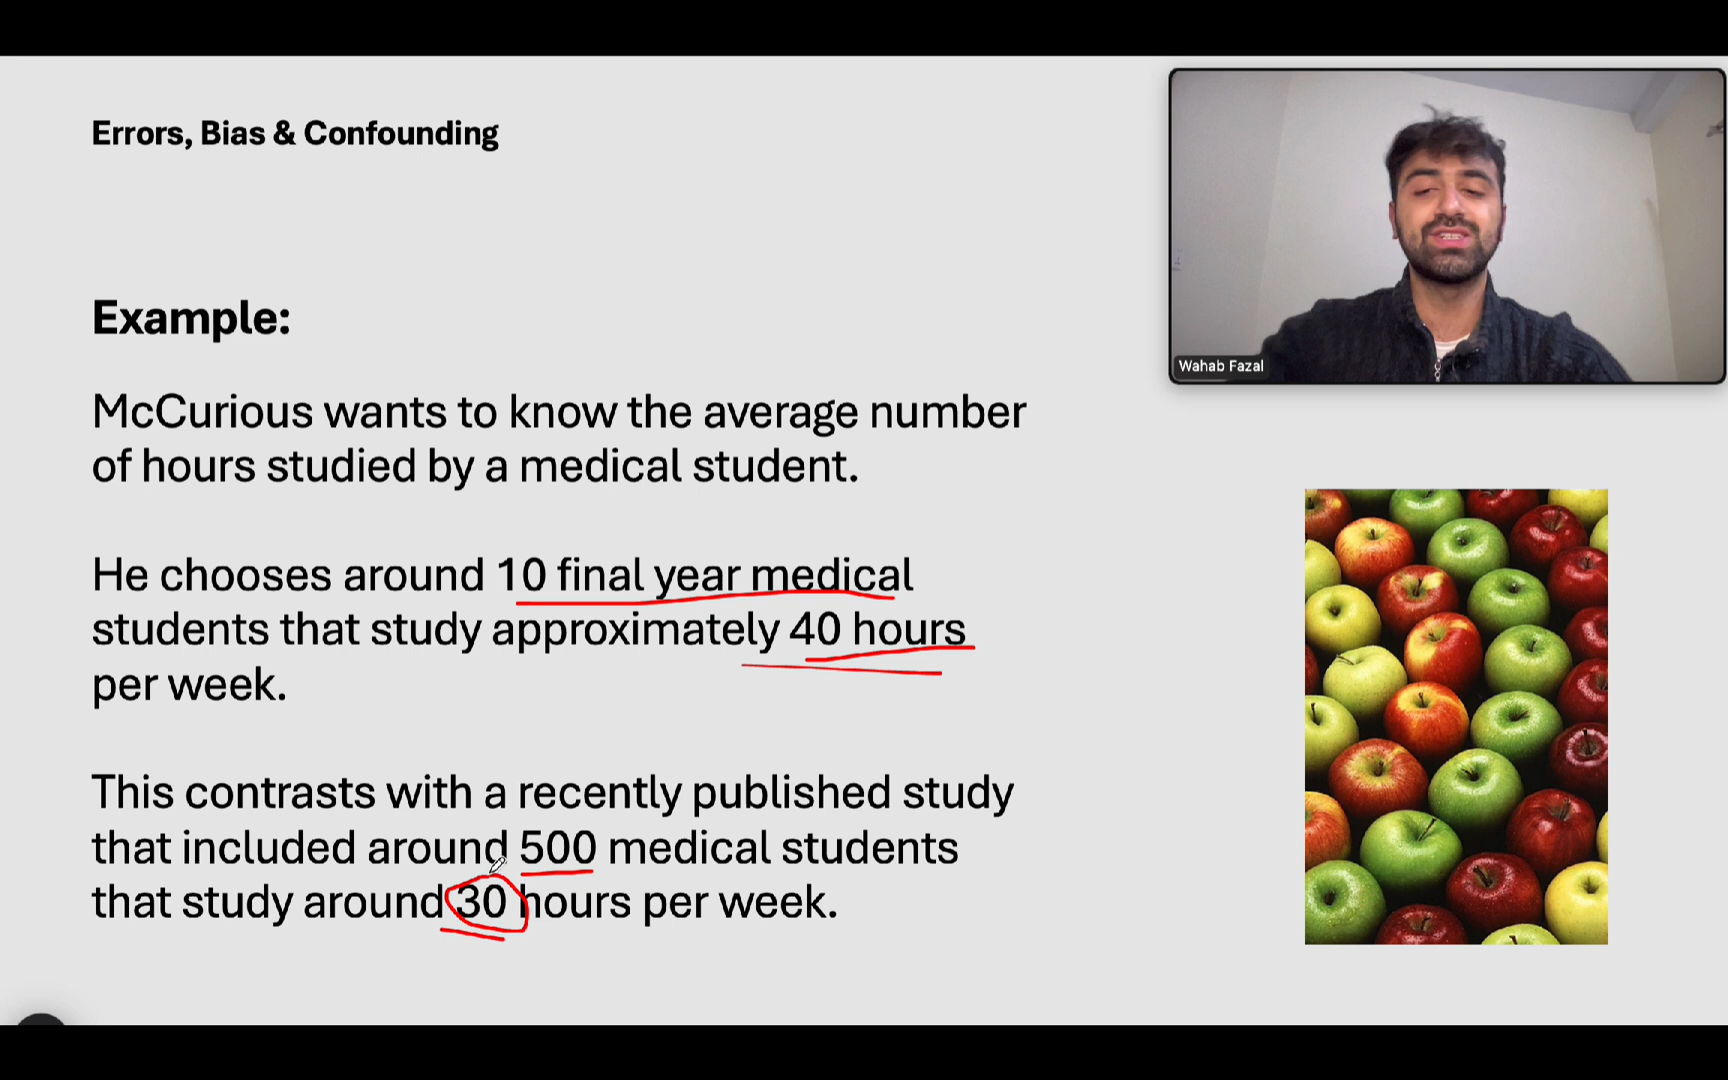 Errors, Bias & Confounding
Wahab Fazal
Example:
McCurious wants to know the average number
of hours studied by a medical student.
He chooses around 10 final year medical
students that study approximately 40 hours
per week.
This contrasts with a recently published study
that included around 500 medical students
that study around 30 hours per week.